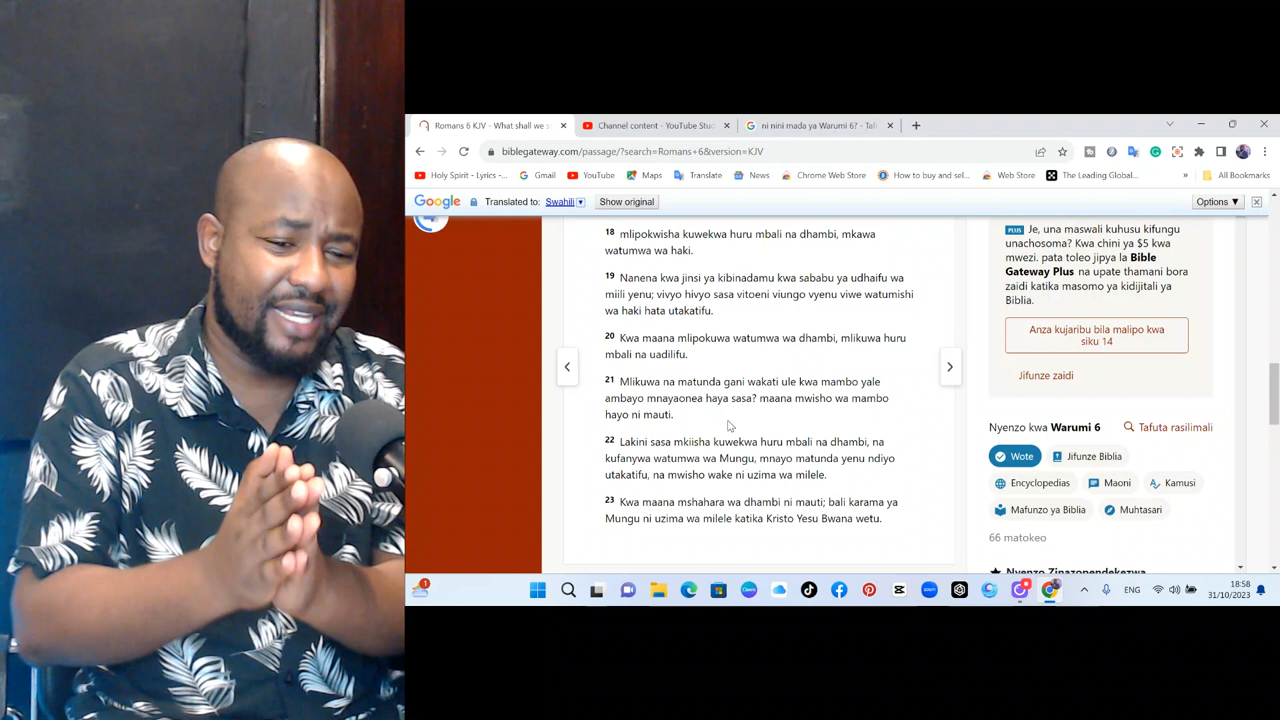 Romans 6 KJV - What shall we s
Channel content - YouTube Stud
ni nini mada ya Warumi 6? - Taf
biblegateway.com/passage/?search=Romans+6&version=KJV
Holy Spirit - Lyrics -...
Gmail
YouTube
Maps
Translate
News
Chrome Web Store
How to buy and sel...
Web Store
The Leading Global...
»
All Bookmarks
Google
Translated to: Swahili
Show original
Options ▼
18 mlipokwisha kuwekwa huru mbali na dhambi, mkawa
watumwa wa haki.
19 Nanena kwa jinsi ya kibinadamu kwa sababu ya udhaifu wa
miili yenu; vivyo hivyo sasa vitoeni viungo vyenu viwe watumishi
wa haki hata utakatifu.
20 Kwa maana mlipokuwa watumwa wa dhambi, mlikuwa huru
mbali na uadilifu.
21 Mlikuwa na matunda gani wakati ule kwa mambo yale
ambayo mnayaonea haya sasa? maana mwisho wa mambo
hayo ni mauti.
22 Lakini sasa mkiisha kuwekwa huru mbali na dhambi, na
kufanywa watumwa wa Mungu, mnayo matunda yenu ndiyo
utakatifu, na mwisho wake ni uzima wa milele.
23 Kwa maana mshahara wa dhambi ni mauti; bali karama ya
Mungu ni uzima wa milele katika Kristo Yesu Bwana wetu.
PLUS Je, una maswali kuhusu kifungu
unachosoma? Kwa chini ya $5 kwa
mwezi. pata toleo jipya la Bible
Gateway Plus na upate thamani bora
zaidi katika masomo ya kidijitali ya
Biblia.
Anza kujaribu bila malipo kwa
siku 14
Jifunze zaidi
Nyenzo kwa Warumi 6
Tafuta rasilimali
Wote
Jifunze Biblia
Encyclopedias
Maoni
Kamusi
Mafunzo ya Biblia
Muhtasari
66 matokeo
★ Nyenzo Zinazopendekezwa
1
Canva
zoom
ENG
18:58
31/10/2023